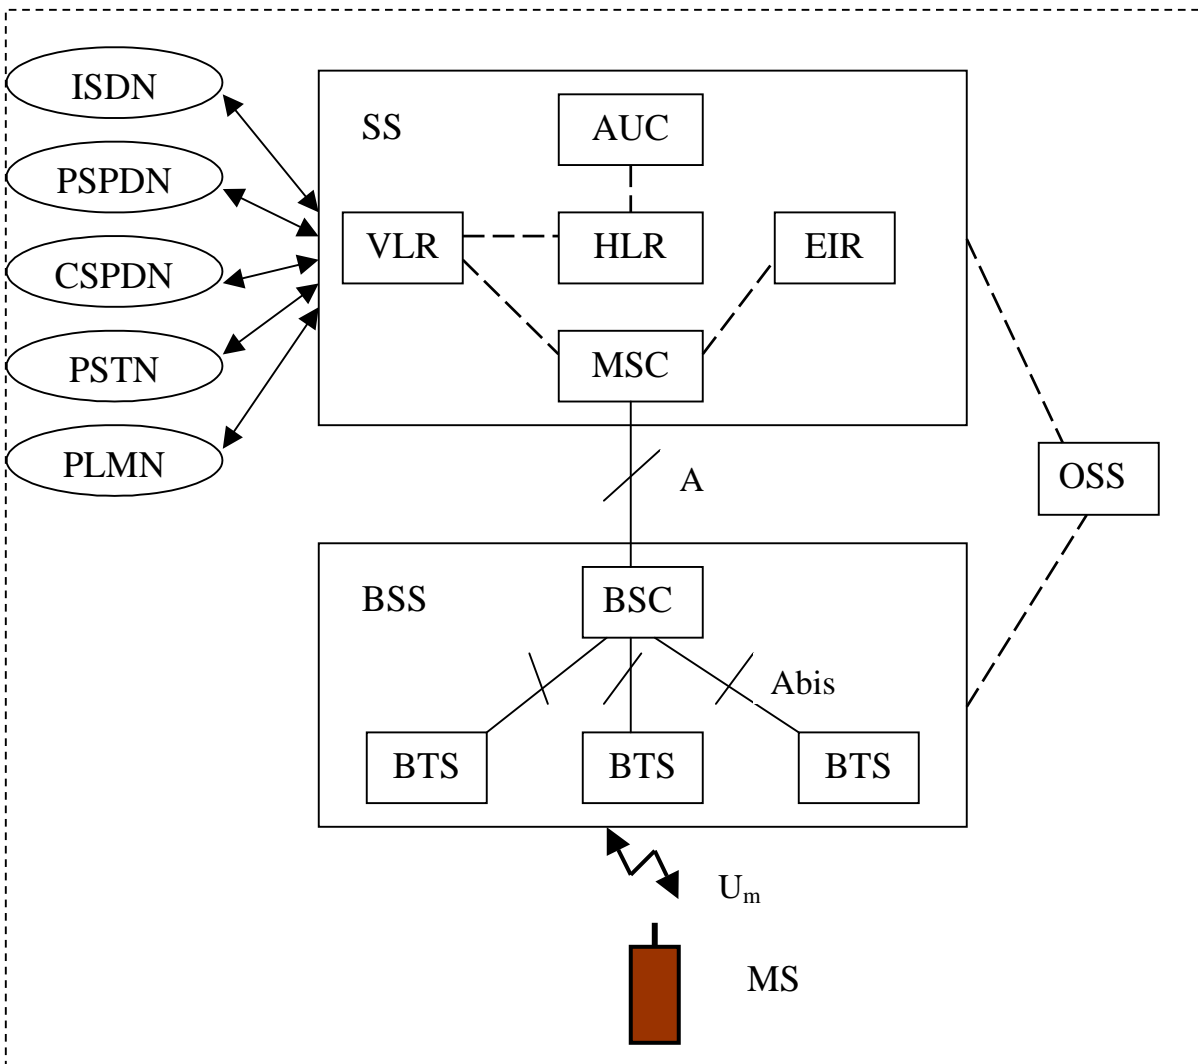 ISDN
PSPDN
CSPDN
PSTN
PLMN
SS
AUC
VLR
HLR
EIR
MSC
A
OSS
BSS
BSC
Abis
BTS
BTS
BTS
Um
MS